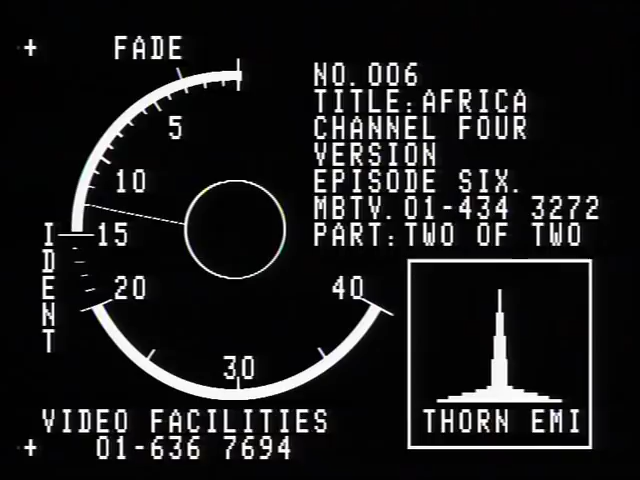 + FADE
5
10
15
20
30
40
IDENT
NO.006
TITLE:AFRICA
CHANNEL FOUR
VERSION
EPISODE SIX.
MBTV.01-434 3272
PART:TWO OF TWO
THORN EMI
VIDEO FACILITIES
+ 01-636 7694